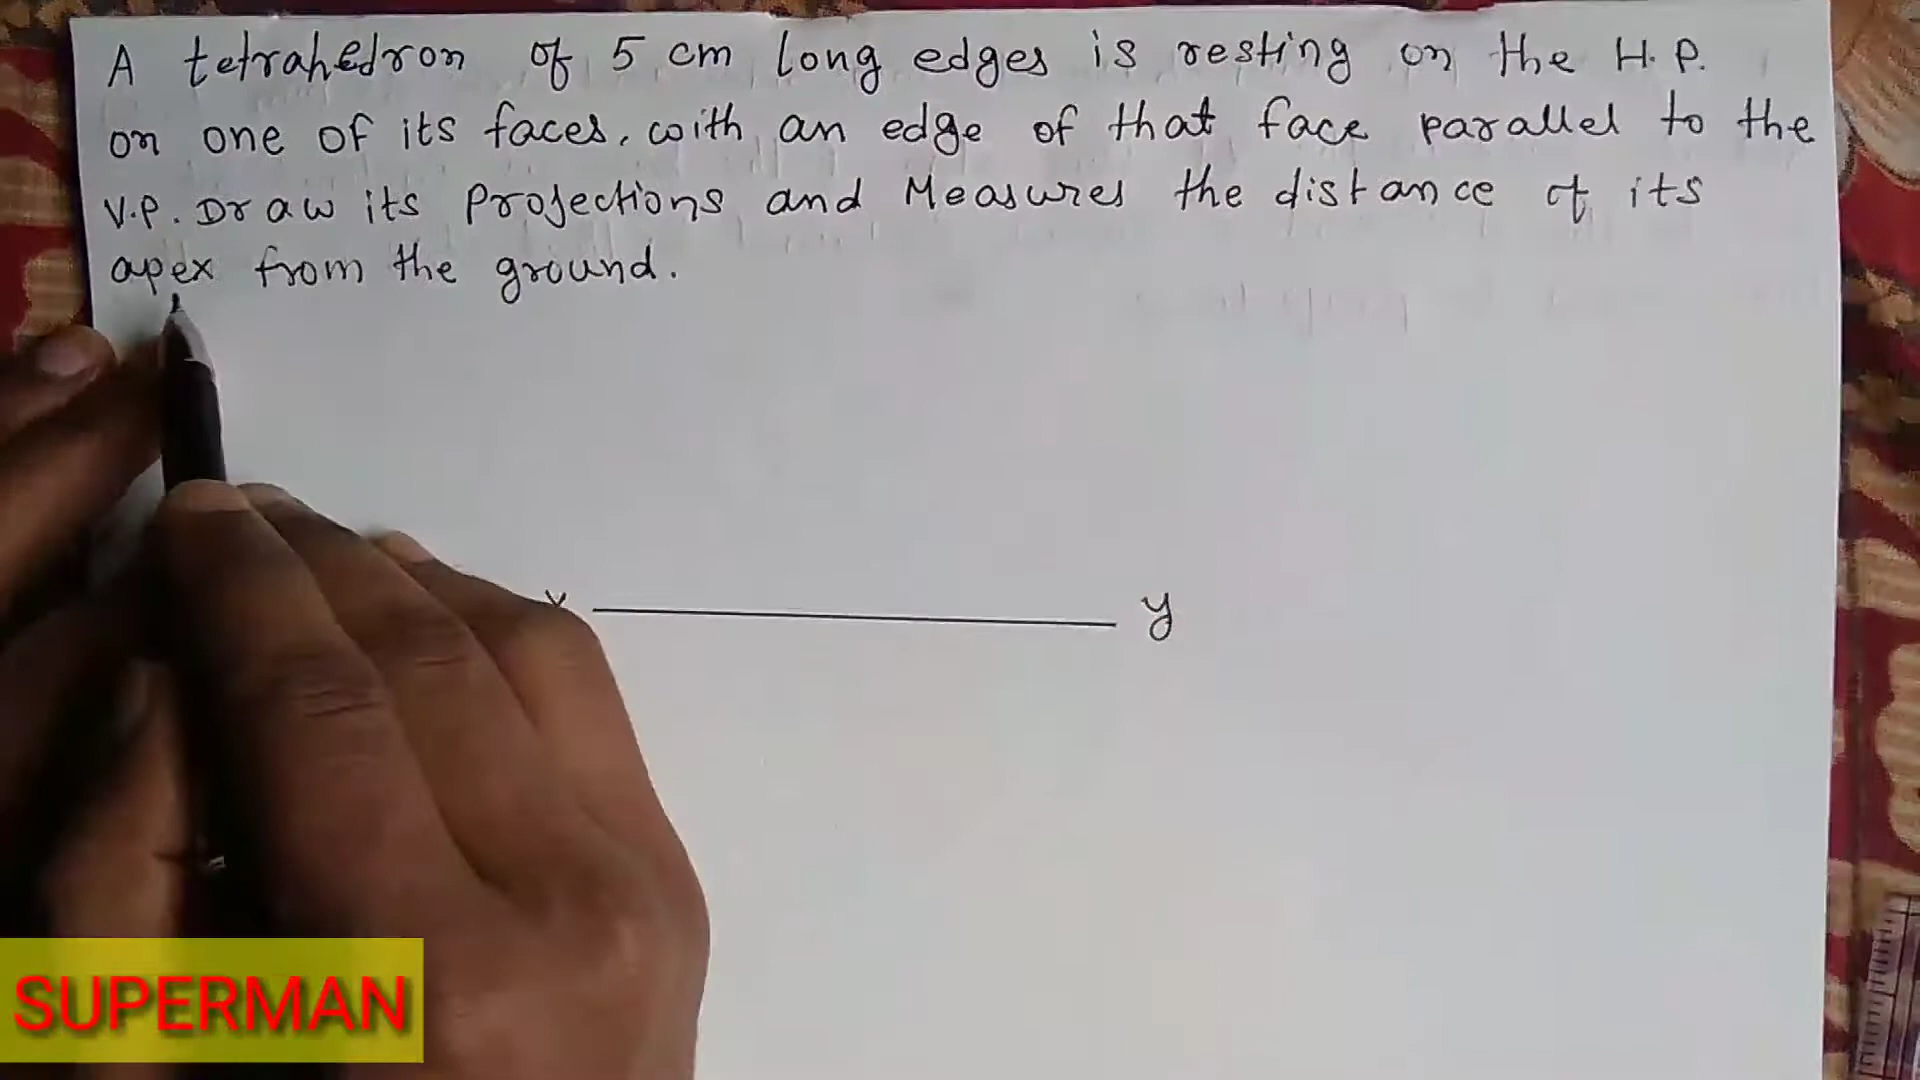 A tetrahedron of 5 cm long edges is resting on the H.P.
on one of its faces, with an edge of that face parallel to the
V.P. Draw its projections and Measures the distance of its
apex from the ground.
x y
SUPERMAN